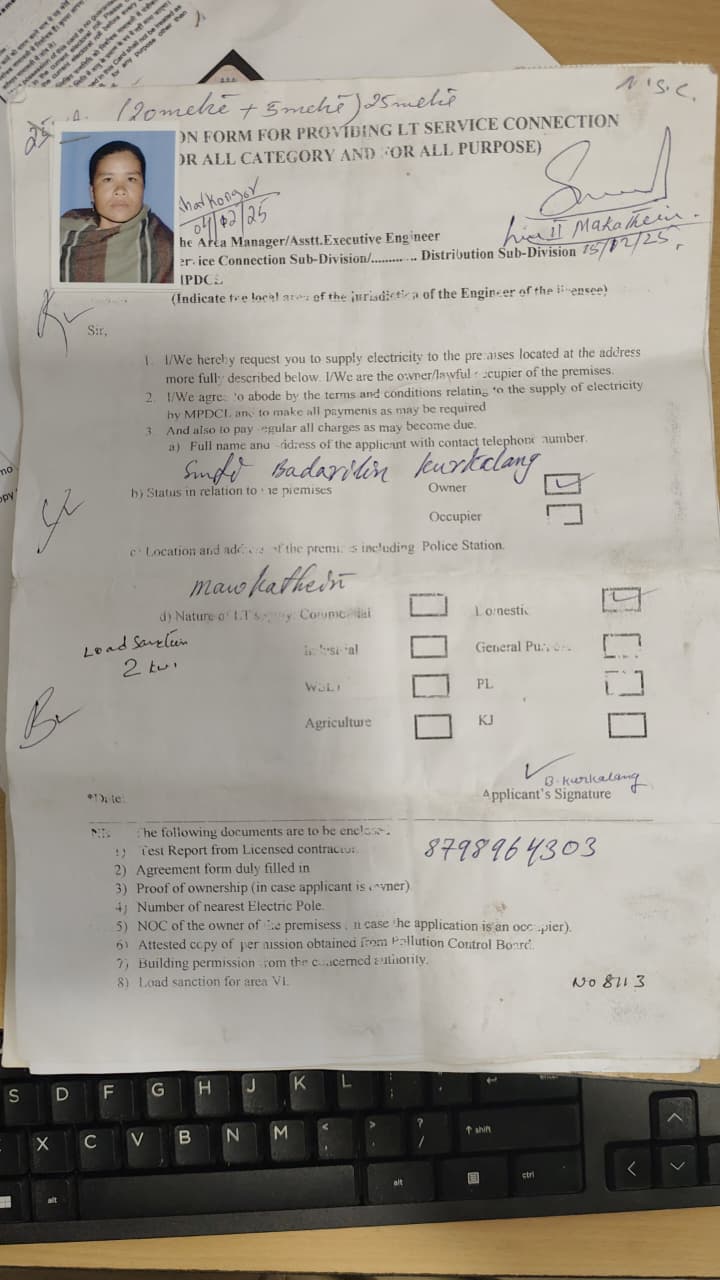 N.S.C.
(20metre + 5metre) 25metre
ON FORM FOR PROVIDING LT SERVICE CONNECTION
OR ALL CATEGORY AND FOR ALL PURPOSE)
04/02/25
he Area Manager/Asstt.Executive Engineer
Makathein
er ice Connection Sub-Division/............ Distribution Sub-Division 15/02/25,
MPDCL
(Indicate the local area of the jurisdiction of the Engineer of the licensee)
Sir,
1. I/We hereby request you to supply electricity to the premises located at the address
more fully described below. I/We are the owner/lawful occupier of the premises.
2. I/We agree to abode by the terms and conditions relating to the supply of electricity
by MPDCL and to make all payments as may be required
3. And also to pay regular all charges as may become due.
a) Full name and address of the applicant with contact telephone number.
Smti Badarilin Kurkalang
b) Status in relation to the premises Owner
Occupier
c) Location and address of the premises including Police Station.
Mawkathein
d) Nature of LT supply: Commercial Domestic
Load Sanction
Industrial General Purpose
2 kw
WSLT PL
Agriculture KJ
B. Kurkalang
*Date: Applicant's Signature
NB: The following documents are to be enclosed.
1) Test Report from Licensed contractor.
8798964303
2) Agreement form duly filled in
3) Proof of ownership (in case applicant is owner)
4) Number of nearest Electric Pole.
5) NOC of the owner of the premisess in case the application is an occupier).
6) Attested copy of permission obtained from Pollution Control Board.
7) Building permission from the concerned authority.
8) Load sanction for area VI.
NO 8113
S D F G H J K L
X C V B N M < > ? / shift
alt alt ctrl